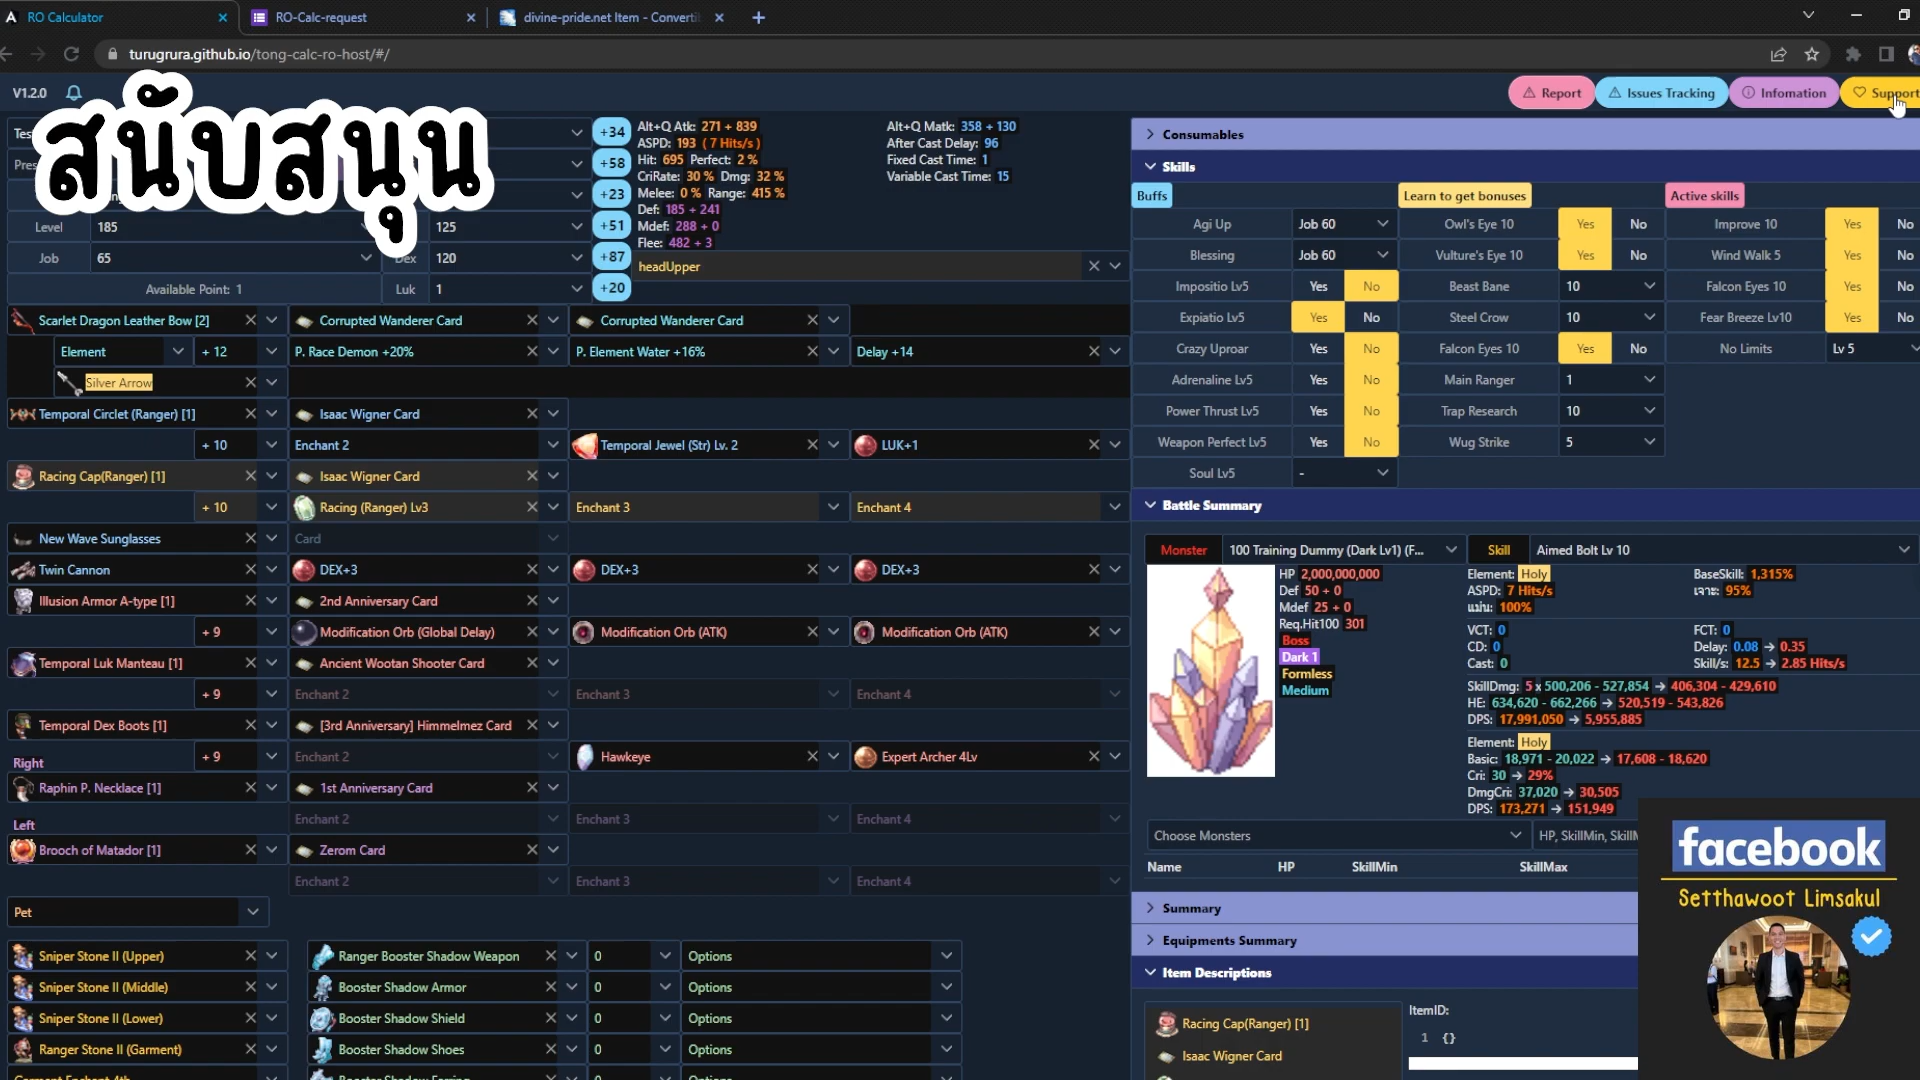 RO Calculator
RO-Calc-request
divine-pride.net Item - Converti
turugrura.github.io/tong-calc-ro-host/#/
V1.2.0
Report
Issues Tracking
Infomation
Support
สนับสนุน
Level 185 125
Job 65 Dex 120
Available Point: 1 Luk 1
+34
+58
+23
+51
+87
+20
Alt+Q Atk: 271 + 839
ASPD: 193 ( 7 Hits/s )
Hit: 695 Perfect: 2 %
CriRate: 30 % Dmg: 32 %
Melee: 0 % Range: 415 %
Def: 185 + 241
Mdef: 288 + 0
Flee: 482 + 3
Alt+Q Matk: 358 + 130
After Cast Delay: 96
Fixed Cast Time: 1
Variable Cast Time: 15
headUpper
Scarlet Dragon Leather Bow [2] Corrupted Wanderer Card Corrupted Wanderer Card
Element + 12 P. Race Demon +20% P. Element Water +16% Delay +14
Silver Arrow
Temporal Circlet (Ranger) [1] Isaac Wigner Card
+ 10 Enchant 2 Temporal Jewel (Str) Lv. 2 LUK+1
Racing Cap(Ranger) [1] Isaac Wigner Card
+ 10 Racing (Ranger) Lv3 Enchant 3 Enchant 4
New Wave Sunglasses Card
Twin Cannon DEX+3 DEX+3 DEX+3
Illusion Armor A-type [1] 2nd Anniversary Card
+ 9 Modification Orb (Global Delay) Modification Orb (ATK) Modification Orb (ATK)
Temporal Luk Manteau [1] Ancient Wootan Shooter Card
+ 9 Enchant 2 Enchant 3 Enchant 4
Temporal Dex Boots [1] [3rd Anniversary] Himmelmez Card
+ 9 Enchant 2 Hawkeye Expert Archer 4Lv
Right
Raphin P. Necklace [1] 1st Anniversary Card
Enchant 2 Enchant 3 Enchant 4
Left
Brooch of Matador [1] Zerom Card
Enchant 2 Enchant 3 Enchant 4
Pet
Sniper Stone II (Upper) Ranger Booster Shadow Weapon 0 Options
Sniper Stone II (Middle) Booster Shadow Armor 0 Options
Sniper Stone II (Lower) Booster Shadow Shield 0 Options
Ranger Stone II (Garment) Booster Shadow Shoes 0 Options
Consumables
Skills
Buffs Learn to get bonuses Active skills
Agi Up Job 60 Owl's Eye 10 Yes No Improve 10 Yes No
Blessing Job 60 Vulture's Eye 10 Yes No Wind Walk 5 Yes No
Impositio Lv5 Yes No Beast Bane 10 Falcon Eyes 10 Yes No
Expiatio Lv5 Yes No Steel Crow 10 Fear Breeze Lv10 Yes No
Crazy Uproar Yes No Falcon Eyes 10 Yes No No Limits Lv 5
Adrenaline Lv5 Yes No Main Ranger 1
Power Thrust Lv5 Yes No Trap Research 10
Weapon Perfect Lv5 Yes No Wug Strike 5
Soul Lv5 -
Battle Summary
Monster 100 Training Dummy (Dark Lv1) (F... Skill Aimed Bolt Lv 10
HP 2,000,000,000
Def 50 + 0
Mdef 25 + 0
Req.Hit100 301
Boss
Dark 1
Formless
Medium
Element: Holy BaseSkill: 1,315%
ASPD: 7 Hits/s เจาะ: 95%
แม่น: 100%
VCT: 0 FCT: 0
CD: 0 Delay: 0.08 → 0.35
Cast: 0 Skill/s: 12.5 → 2.85 Hits/s
SkillDmg: 5 x 500,206 - 527,854 → 406,304 - 429,610
HE: 634,620 - 662,266 → 520,519 - 543,826
DPS: 17,991,050 → 5,955,885
Element: Holy
Basic: 18,971 - 20,022 → 17,608 - 18,620
Cri: 30 → 29%
DmgCri: 37,020 → 30,505
DPS: 173,271 → 151,949
Choose Monsters HP, SkillMin,
Name HP SkillMin SkillMax
Summary
Equipments Summary
Item Descriptions
Racing Cap(Ranger) [1]
Isaac Wigner Card
ItemID:
1 {}
facebook
Setthawoot Limsakul